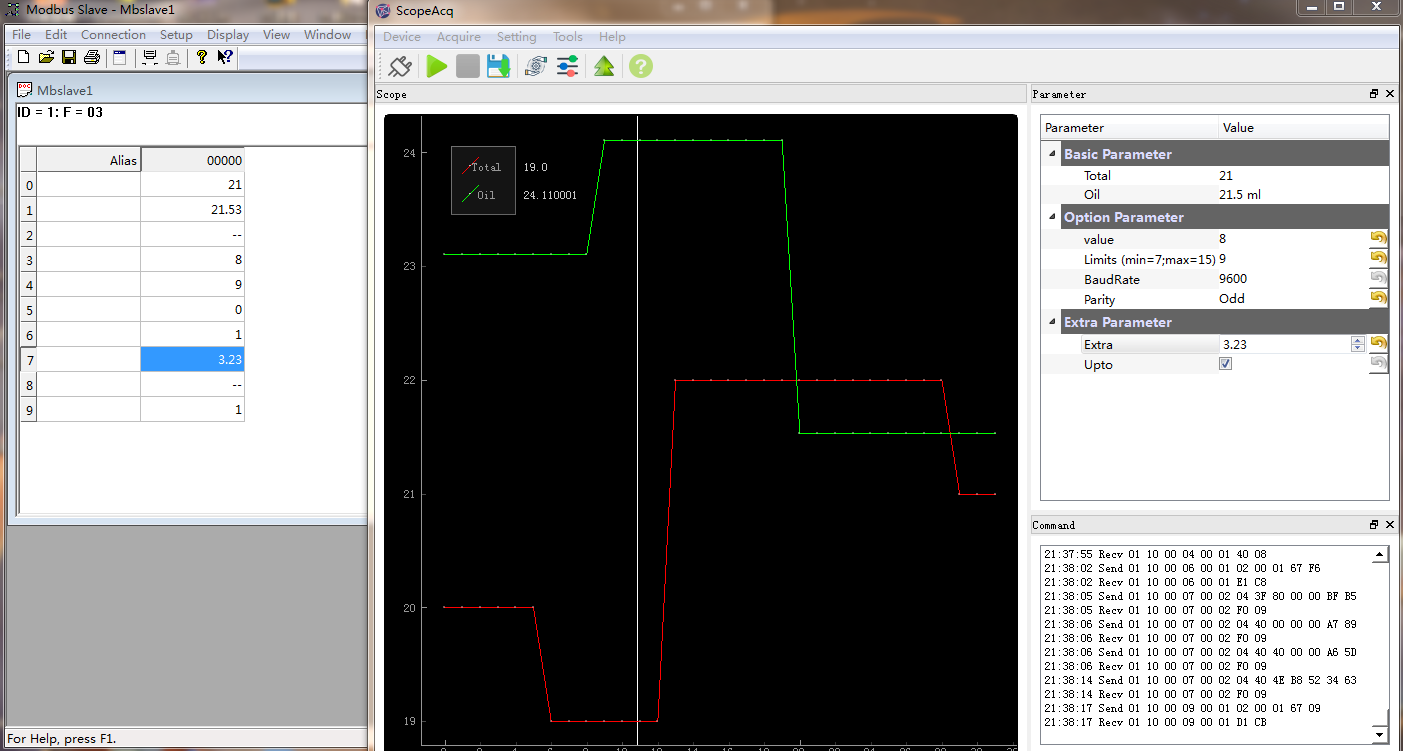 Modbus Slave - Mbslave1
File Edit Connection Setup Display View Window
Mbslave1
ID = 1: F = 03
Alias 00000
0 21
1 21.53
2 --
3 8
4 9
5 0
6 1
7 3.23
8 --
9 1
For Help, press F1.
ScopeAcq
Device Acquire Setting Tools Help
Scope
24
23
22
21
20
19
Total 19.0
Oil 24.110001
Parameter
Parameter Value
Basic Parameter
Total 21
Oil 21.5 ml
Option Parameter
value 8
Limits (min=7;max=15) 9
BaudRate 9600
Parity Odd
Extra Parameter
Extra 3.23
Upto
Command
21:37:55 Recv 01 10 00 04 00 01 40 08
21:38:02 Send 01 10 00 06 00 01 02 00 01 67 F6
21:38:02 Recv 01 10 00 06 00 01 E1 C8
21:38:05 Send 01 10 00 07 00 02 04 3F 80 00 00 BF B5
21:38:05 Recv 01 10 00 07 00 02 F0 09
21:38:06 Send 01 10 00 07 00 02 04 40 00 00 00 A7 89
21:38:06 Recv 01 10 00 07 00 02 F0 09
21:38:06 Send 01 10 00 07 00 02 04 40 40 00 00 A6 5D
21:38:06 Recv 01 10 00 07 00 02 F0 09
21:38:14 Send 01 10 00 07 00 02 04 40 4E B8 52 34 63
21:38:14 Recv 01 10 00 07 00 02 F0 09
21:38:17 Send 01 10 00 09 00 01 02 00 01 67 09
21:38:17 Recv 01 10 00 09 00 01 D1 CB